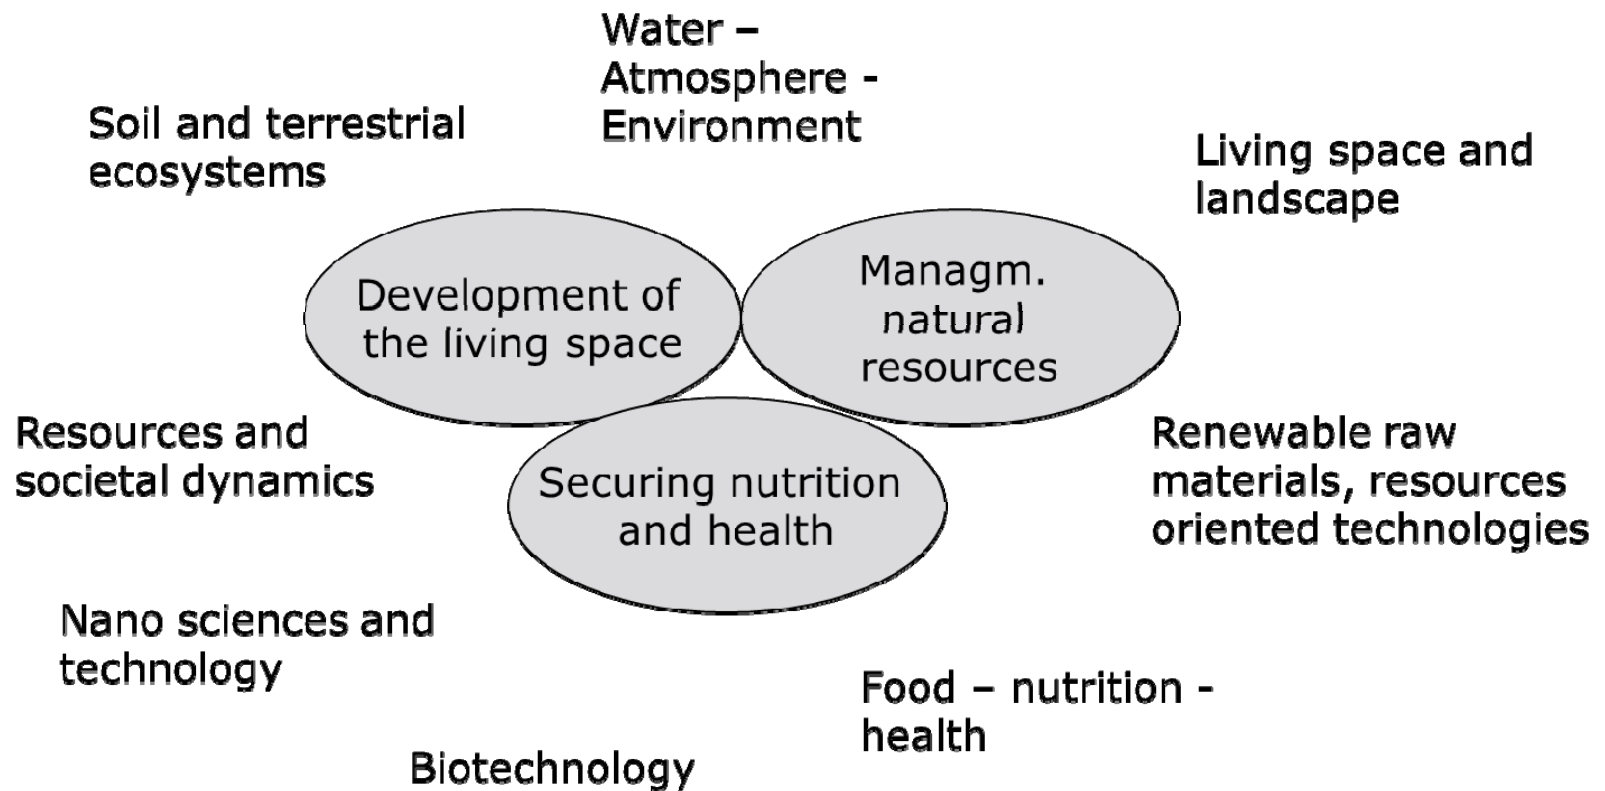 Water –
Atmosphere -
Environment
Soil and terrestrial
ecosystems
Living space and
landscape
Development of
the living space
Managm.
natural
resources
Resources and
societal dynamics
Renewable raw
materials, resources
oriented technologies
Securing nutrition
and health
Nano sciences and
technology
Food – nutrition -
health
Biotechnology